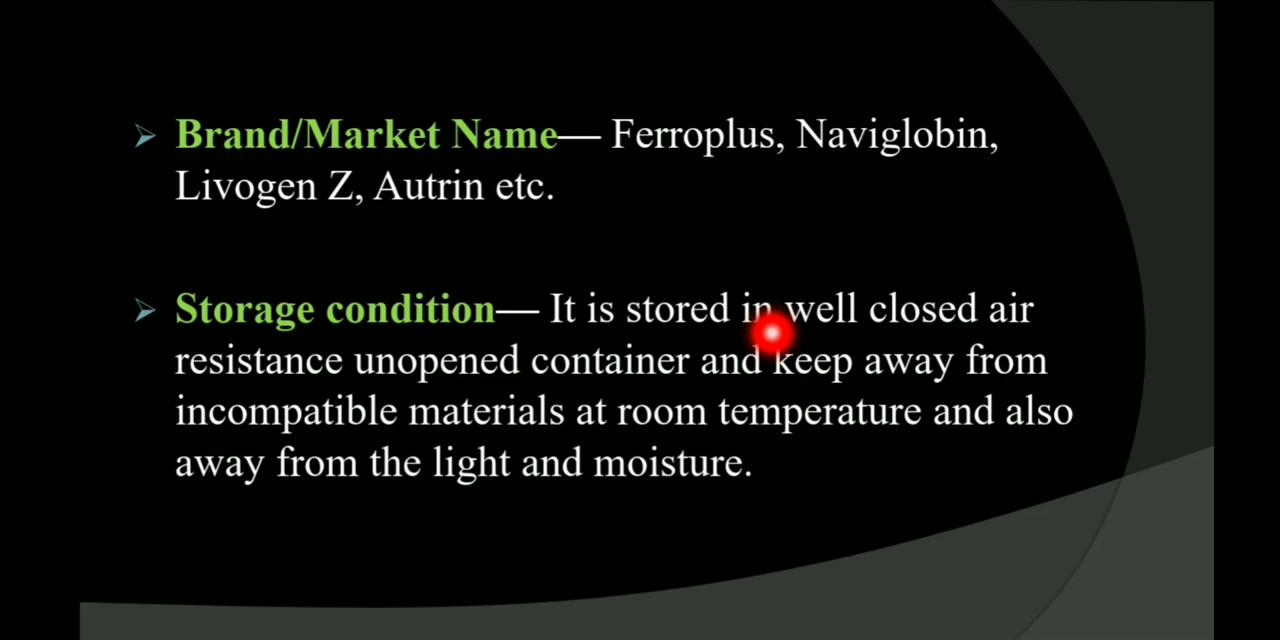 Brand/Market Name— Ferroplus, Naviglobin,
Livogen Z, Autrin etc.
Storage condition— It is stored in well closed air
resistance unopened container and keep away from
incompatible materials at room temperature and also
away from the light and moisture.